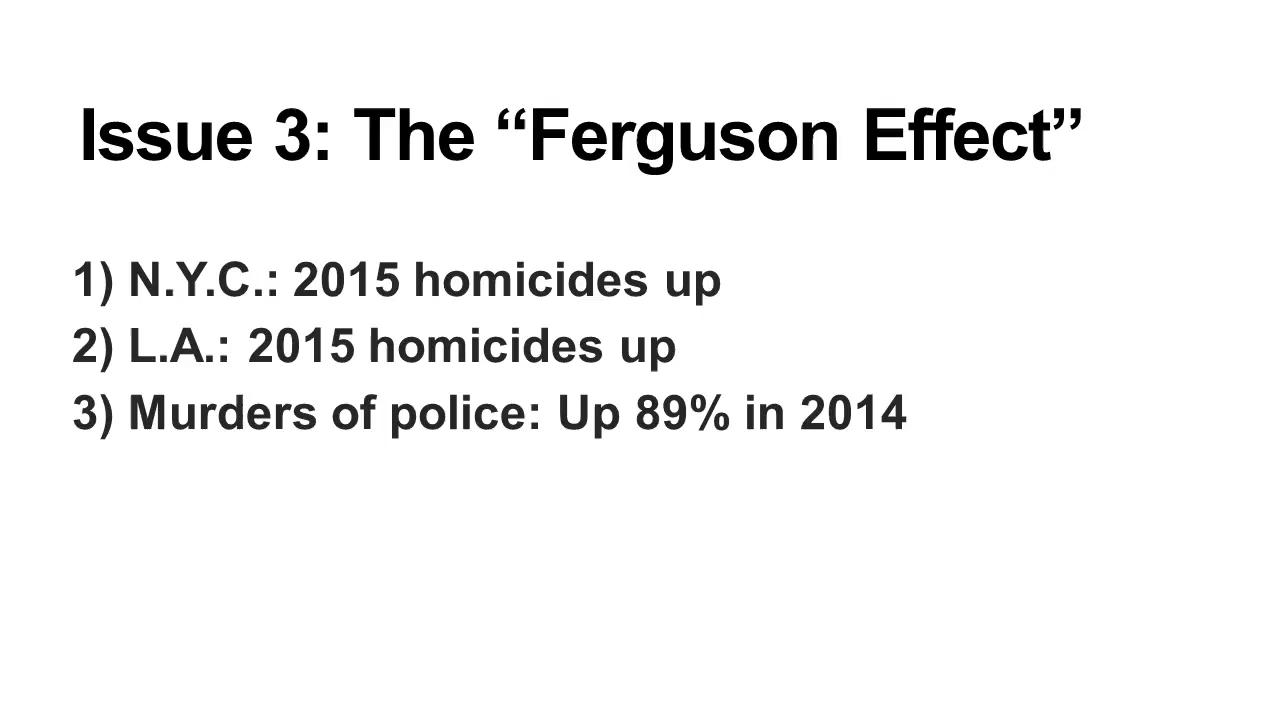 Issue 3: The “Ferguson Effect”
1) N.Y.C.: 2015 homicides up
2) L.A.: 2015 homicides up
3) Murders of police: Up 89% in 2014